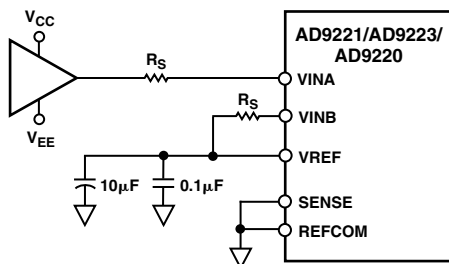 VCC
AD9221/AD9223/
AD9220
RS
VINA
RS
VINB
VEE
VREF
10µF
0.1µF
SENSE
REFCOM